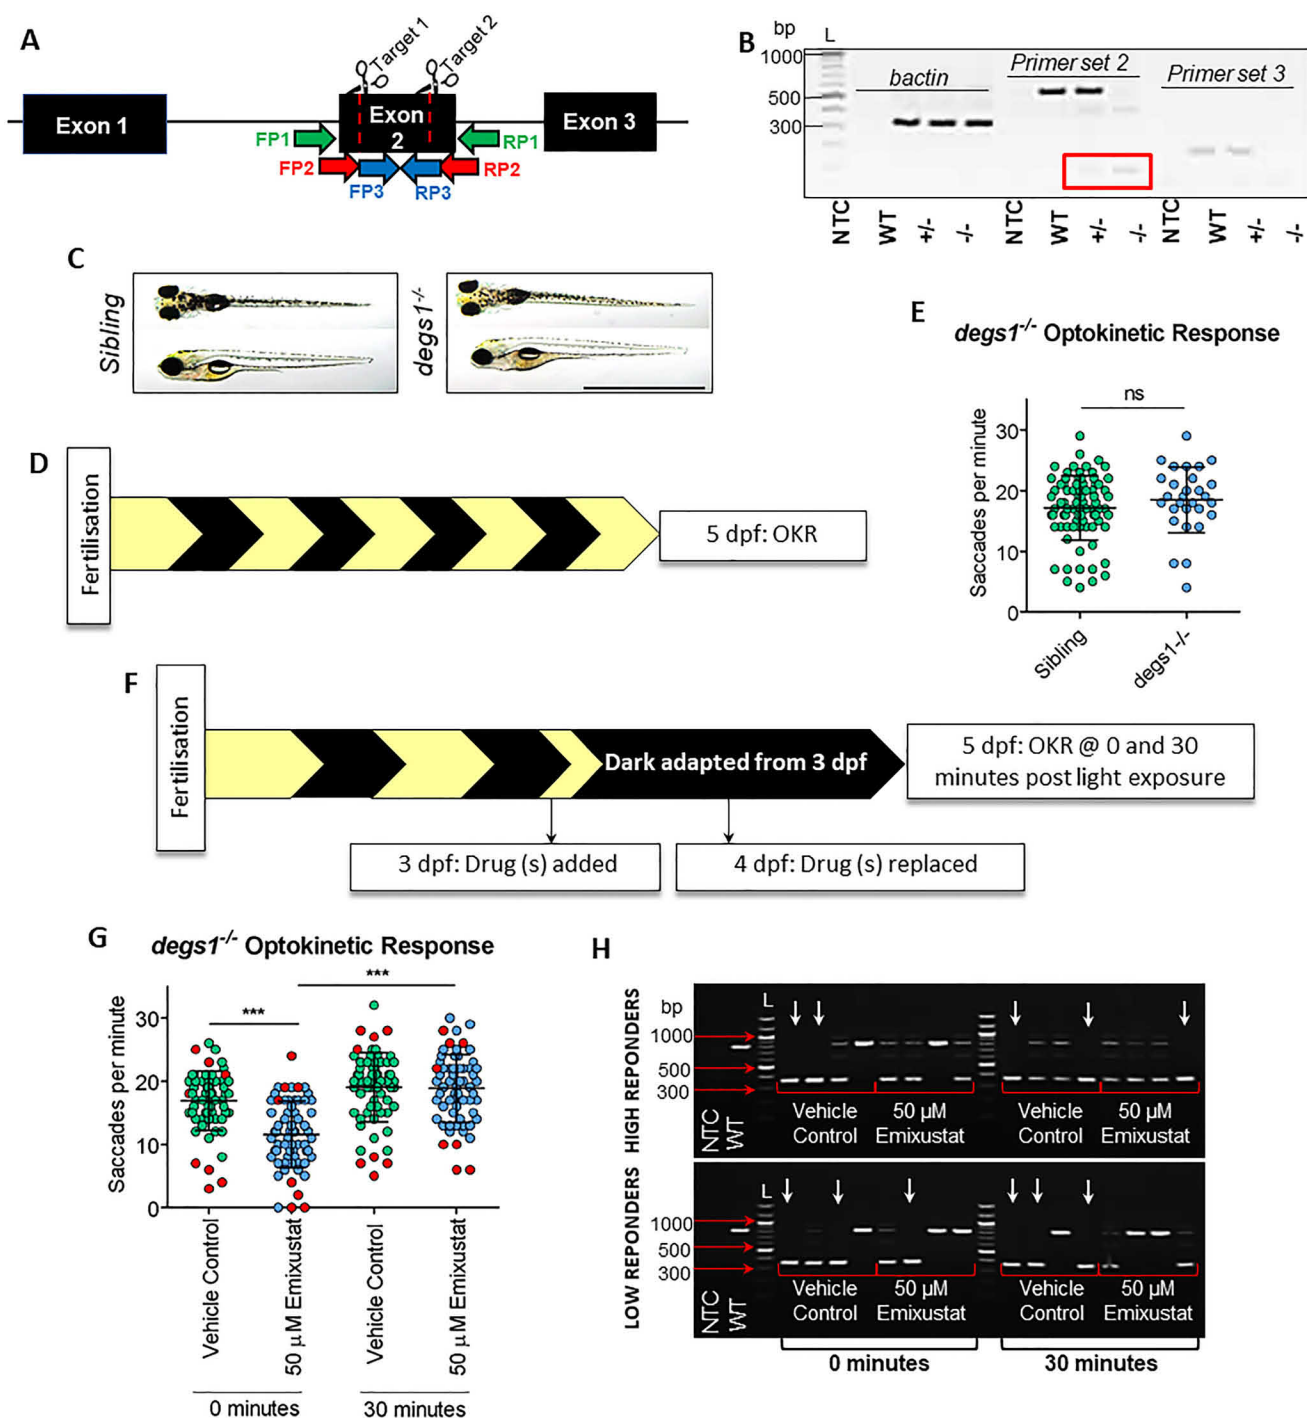 A
Target 1
Target 2
Exon 1
Exon
2
Exon 3
FP1
RP1
FP2
RP2
FP3
RP3
B
bp
L
1000
500
300
bactin
Primer set 2
Primer set 3
NTC
WT
+/-
-/-
NTC
WT
+/-
-/-
NTC
WT
+/-
-/-
C
Sibling
degs1-/-
D
Fertilisation
5 dpf: OKR
E
degs1-/- Optokinetic Response
ns
Saccades per minute
30
20
10
0
Sibling
degs1-/-
F
Fertilisation
Dark adapted from 3 dpf
5 dpf: OKR @ 0 and 30
minutes post light exposure
3 dpf: Drug (s) added
4 dpf: Drug (s) replaced
G
degs1-/- Optokinetic Response
***
***
Saccades per minute
30
20
10
0
Vehicle Control
50 µM Emixustat
Vehicle Control
50 µM Emixustat
0 minutes
30 minutes
H
HIGH REPONDERS
bp
L
1000
500
300
NTC
WT
Vehicle
Control
50 µM
Emixustat
Vehicle
Control
50 µM
Emixustat
LOW REPONDERS
L
1000
500
300
NTC
WT
Vehicle
Control
50 µM
Emixustat
Vehicle
Control
50 µM
Emixustat
0 minutes
30 minutes